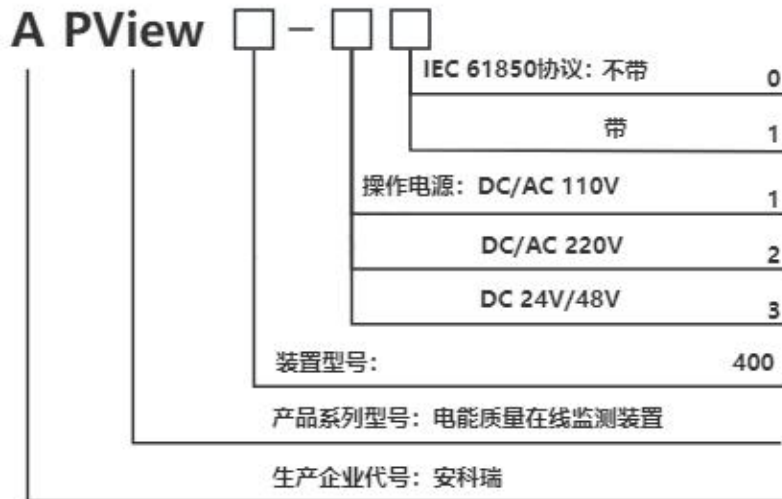 A PView □-□□
IEC 61850协议：不带 0
带 1
操作电源：DC/AC 110V 1
DC/AC 220V 2
DC 24V/48V 3
装置型号： 400
产品系列型号：电能质量在线监测装置
生产企业代号：安科瑞